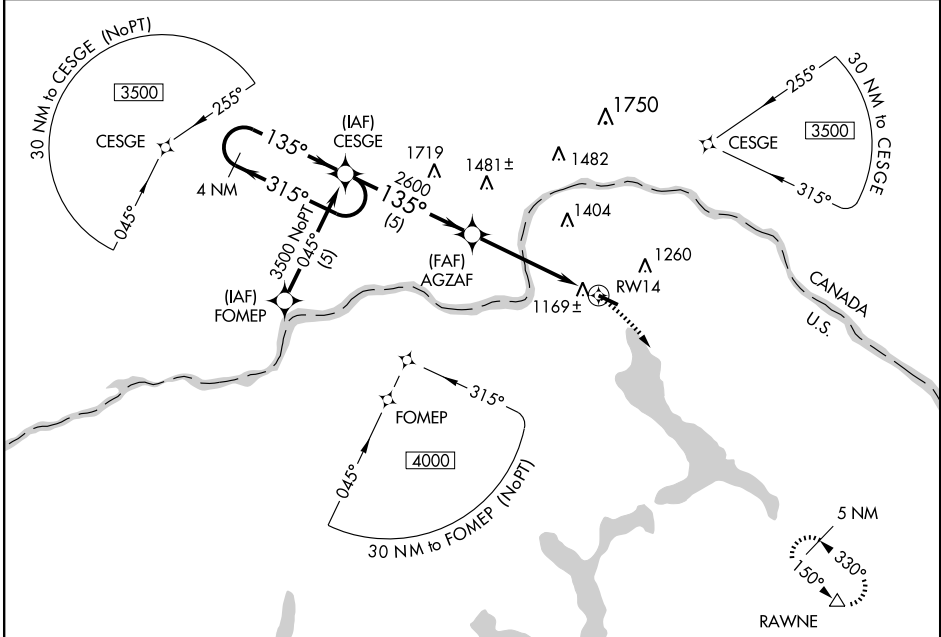 30 NM to CESGE (NoPT)
3500
255°
CESGE
045°
135°
(IAF)
CESGE
4 NM
315°
3500 NoPT
045°
(5)
(IAF)
FOMEP
1719
2600
135°
(5)
1481±
(FAF)
AGZAF
1750
1482
1404
1260
1169±
RW14
30 NM to CESGE
255°
CESGE
3500
315°
CANADA
U.S.
315°
FOMEP
045°
4000
30 NM to FOMEP (NoPT)
5 NM
330°
150°
RAWNE